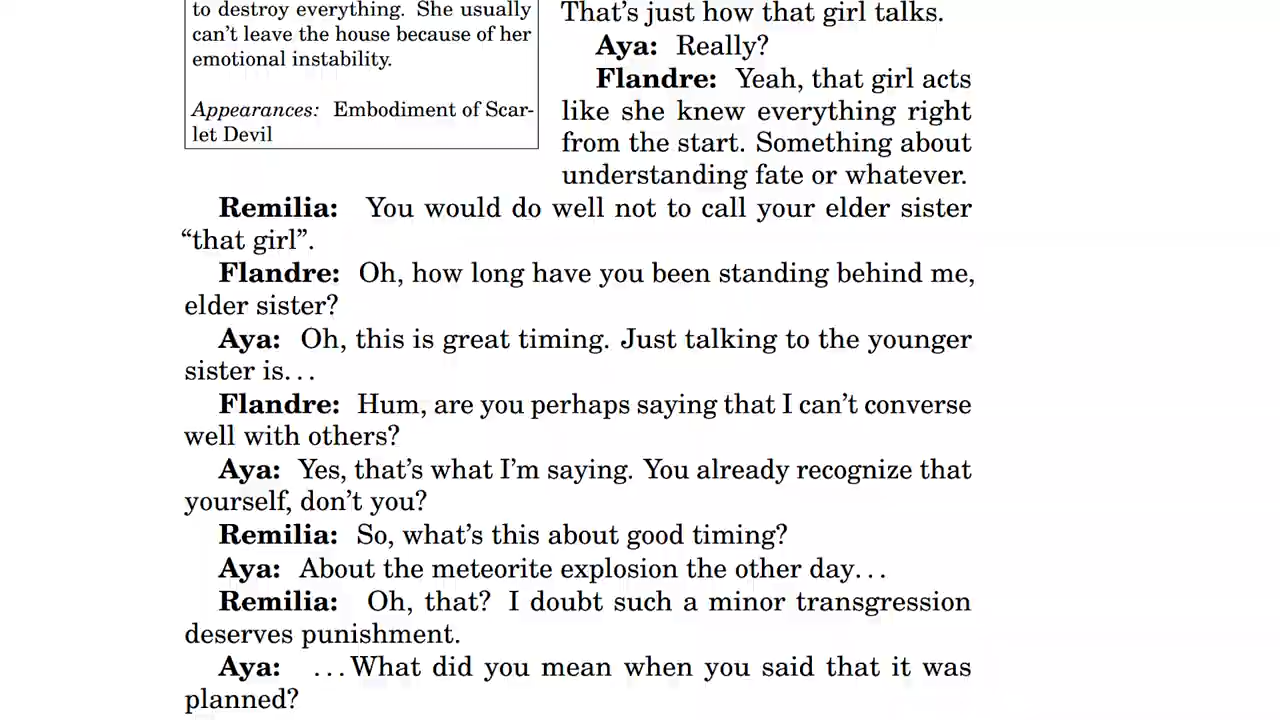 to destroy everything. She usually
can't leave the house because of her
emotional instability.
Appearances: Embodiment of Scar-
let Devil
That's just how that girl talks.
Aya: Really?
Flandre: Yeah, that girl acts
like she knew everything right
from the start. Something about
understanding fate or whatever.
Remilia: You would do well not to call your elder sister
“that girl”.
Flandre: Oh, how long have you been standing behind me,
elder sister?
Aya: Oh, this is great timing. Just talking to the younger
sister is...
Flandre: Hum, are you perhaps saying that I can't converse
well with others?
Aya: Yes, that's what I'm saying. You already recognize that
yourself, don't you?
Remilia: So, what's this about good timing?
Aya: About the meteorite explosion the other day...
Remilia: Oh, that? I doubt such a minor transgression
deserves punishment.
Aya: ...What did you mean when you said that it was
planned?